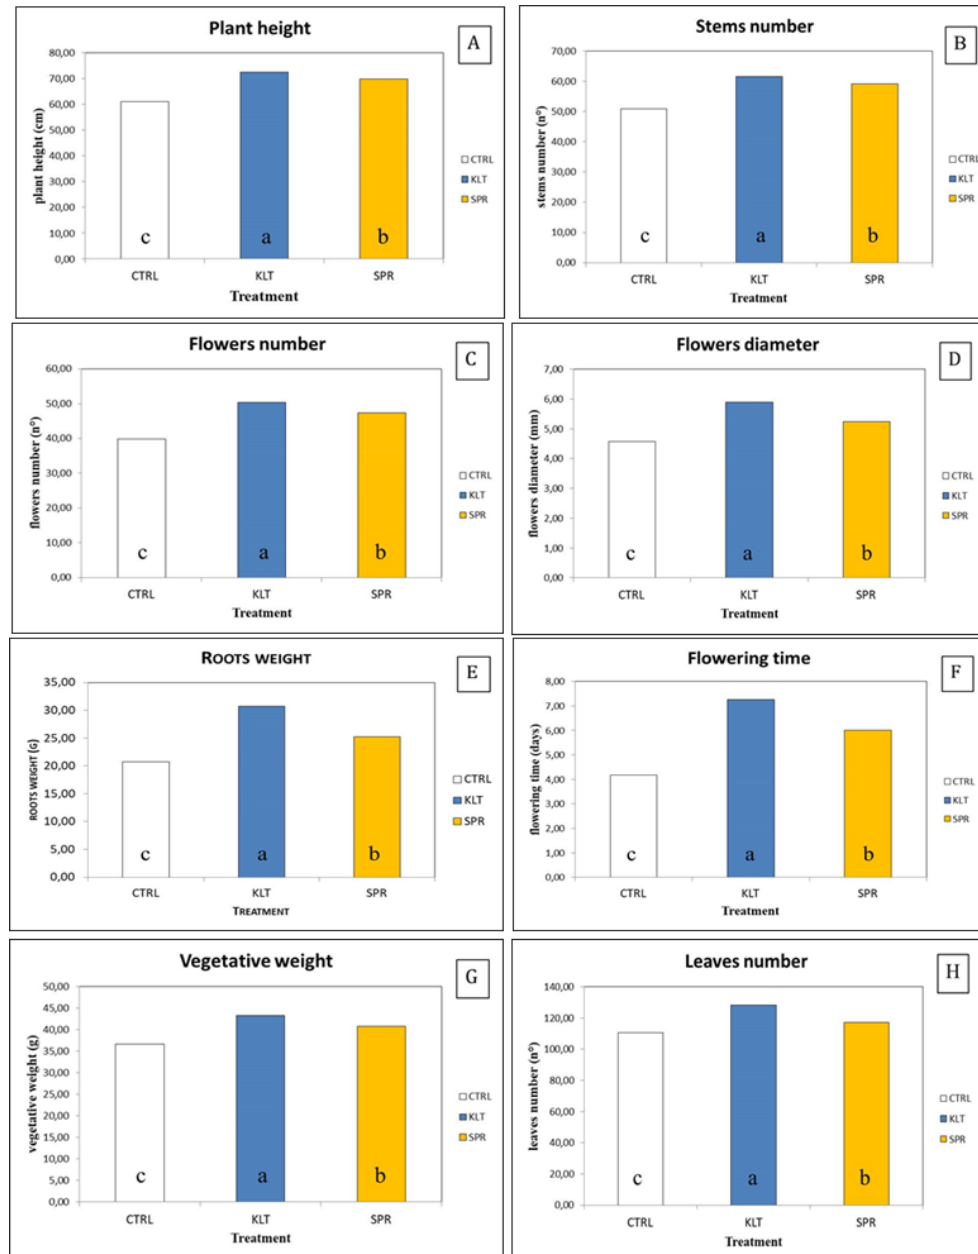 Plant height
A
80,00
70,00
60,00
50,00
40,00
30,00
20,00
10,00
0,00
plant height (cm)
c
a
b
CTRL
KLT
SPR
Treatment
CTRL
KLT
SPR
Stems number
B
70,00
60,00
50,00
40,00
30,00
20,00
10,00
0,00
stems number (n°)
c
a
b
CTRL
KLT
SPR
Treatment
CTRL
KLT
SPR
Flowers number
C
60,00
50,00
40,00
30,00
20,00
10,00
0,00
flowers number (n°)
c
a
b
CTRL
KLT
SPR
Treatment
CTRL
KLT
SPR
Flowers diameter
D
7,00
6,00
5,00
4,00
3,00
2,00
1,00
0,00
flowers diameter (mm)
c
a
b
CTRL
KLT
SPR
Treatment
CTRL
KLT
SPR
ROOTS WEIGHT
E
35,00
30,00
25,00
20,00
15,00
10,00
5,00
0,00
ROOTS WEIGHT (G)
c
a
b
CTRL
KLT
SPR
TREATMENT
CTRL
KLT
SPR
Flowering time
F
8,00
7,00
6,00
5,00
4,00
3,00
2,00
1,00
0,00
flowering time (days)
c
a
b
CTRL
KLT
SPR
Treatment
CTRL
KLT
SPR
Vegetative weight
G
50,00
45,00
40,00
35,00
30,00
25,00
20,00
15,00
10,00
5,00
0,00
vegetative weight (g)
c
a
b
CTRL
KLT
SPR
Treatment
CTRL
KLT
SPR
Leaves number
H
140,00
120,00
100,00
80,00
60,00
40,00
20,00
0,00
leaves number (n°)
c
a
b
CTRL
KLT
SPR
Treatment
CTRL
KLT
SPR